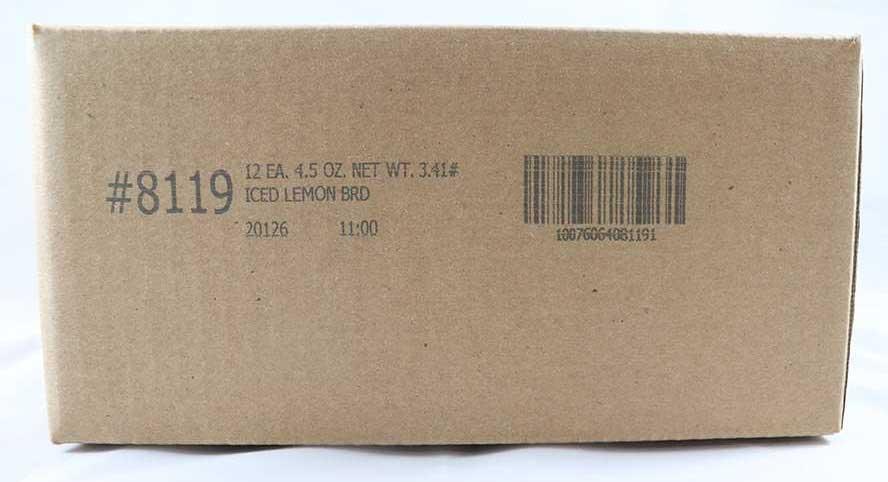 #8119
12 EA. 4.5 OZ. NET WT. 3.41#
ICED LEMON BRD
20126 11:00
10076064081191